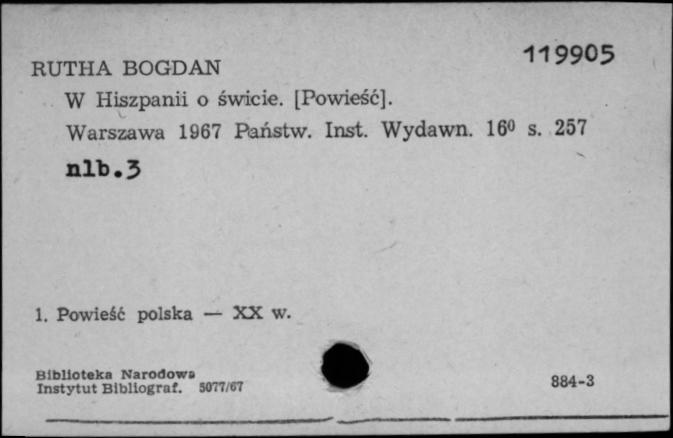 119905
RUTHA BOGDAN
W Hiszpanii o świcie. [Powieść].
Warszawa 1967 Państw. Inst. Wydawn. 16⁰ s. 257
nlb.3
1. Powieść polska — XX w.
Biblioteka Narodowa
Instytut Bibliograf. 5077/67
884-3